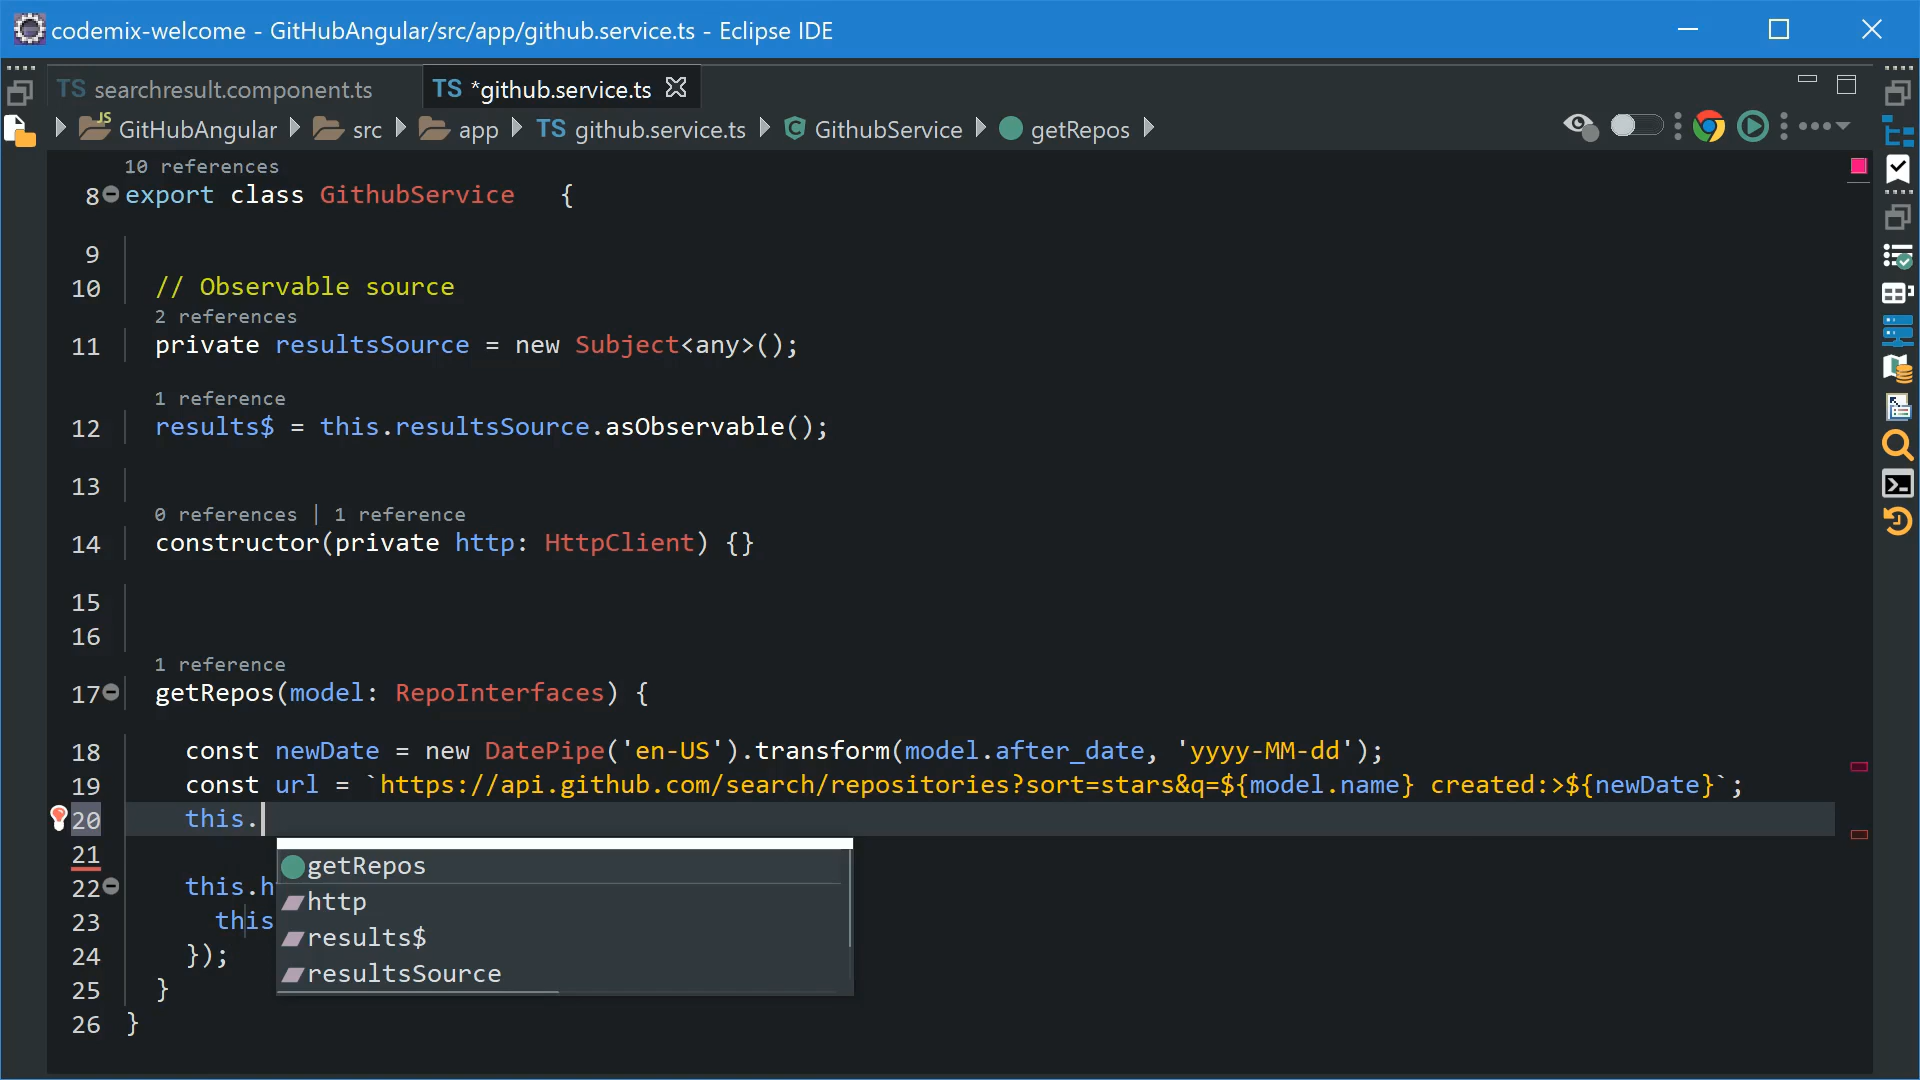 codemix-welcome - GitHubAngular/src/app/github.service.ts - Eclipse IDE
TS searchresult.component.ts
TS *github.service.ts
JS GitHubAngular src app TS github.service.ts C GithubService getRepos
10 references
8 export class GithubService {
9
10 // Observable source
2 references
11 private resultsSource = new Subject<any>();
1 reference
12 results$ = this.resultsSource.asObservable();
13
0 references | 1 reference
14 constructor(private http: HttpClient) {}
15
16
1 reference
17 getRepos(model: RepoInterfaces) {
18 const newDate = new DatePipe('en-US').transform(model.after_date, 'yyyy-MM-dd');
19 const url = `https://api.github.com/search/repositories?sort=stars&q=${model.name} created:>${newDate}`;
20 this.
21
getRepos
22 this.h
http
23 this
results$
24 });
resultsSource
25 }
26 }